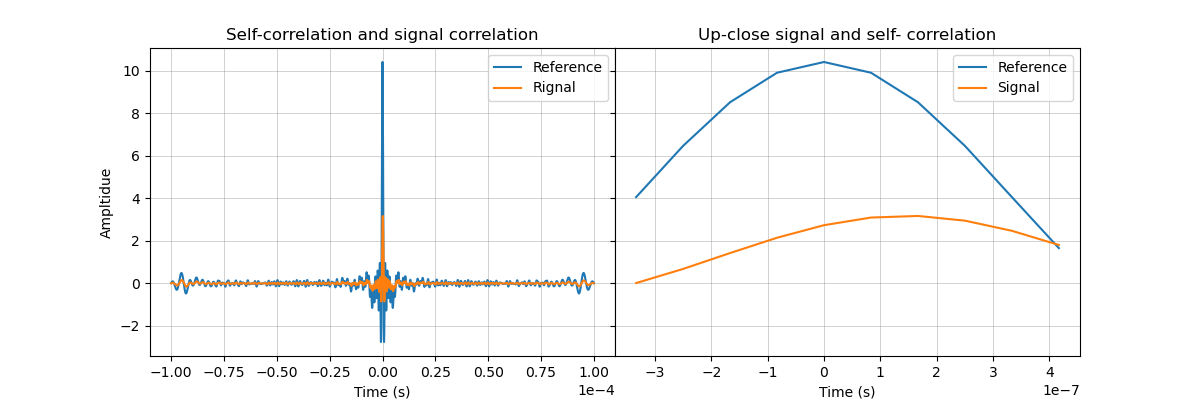 Self-correlation and signal correlation
Up-close signal and self- correlation
Reference
Rignal
Reference
Signal
Ampltidue
10
8
6
4
2
0
−2
−1.00 −0.75 −0.50 −0.25 0.00 0.25 0.50 0.75 1.00
1e−4
Time (s)
−3 −2 −1 0 1 2 3 4
1e−7
Time (s)